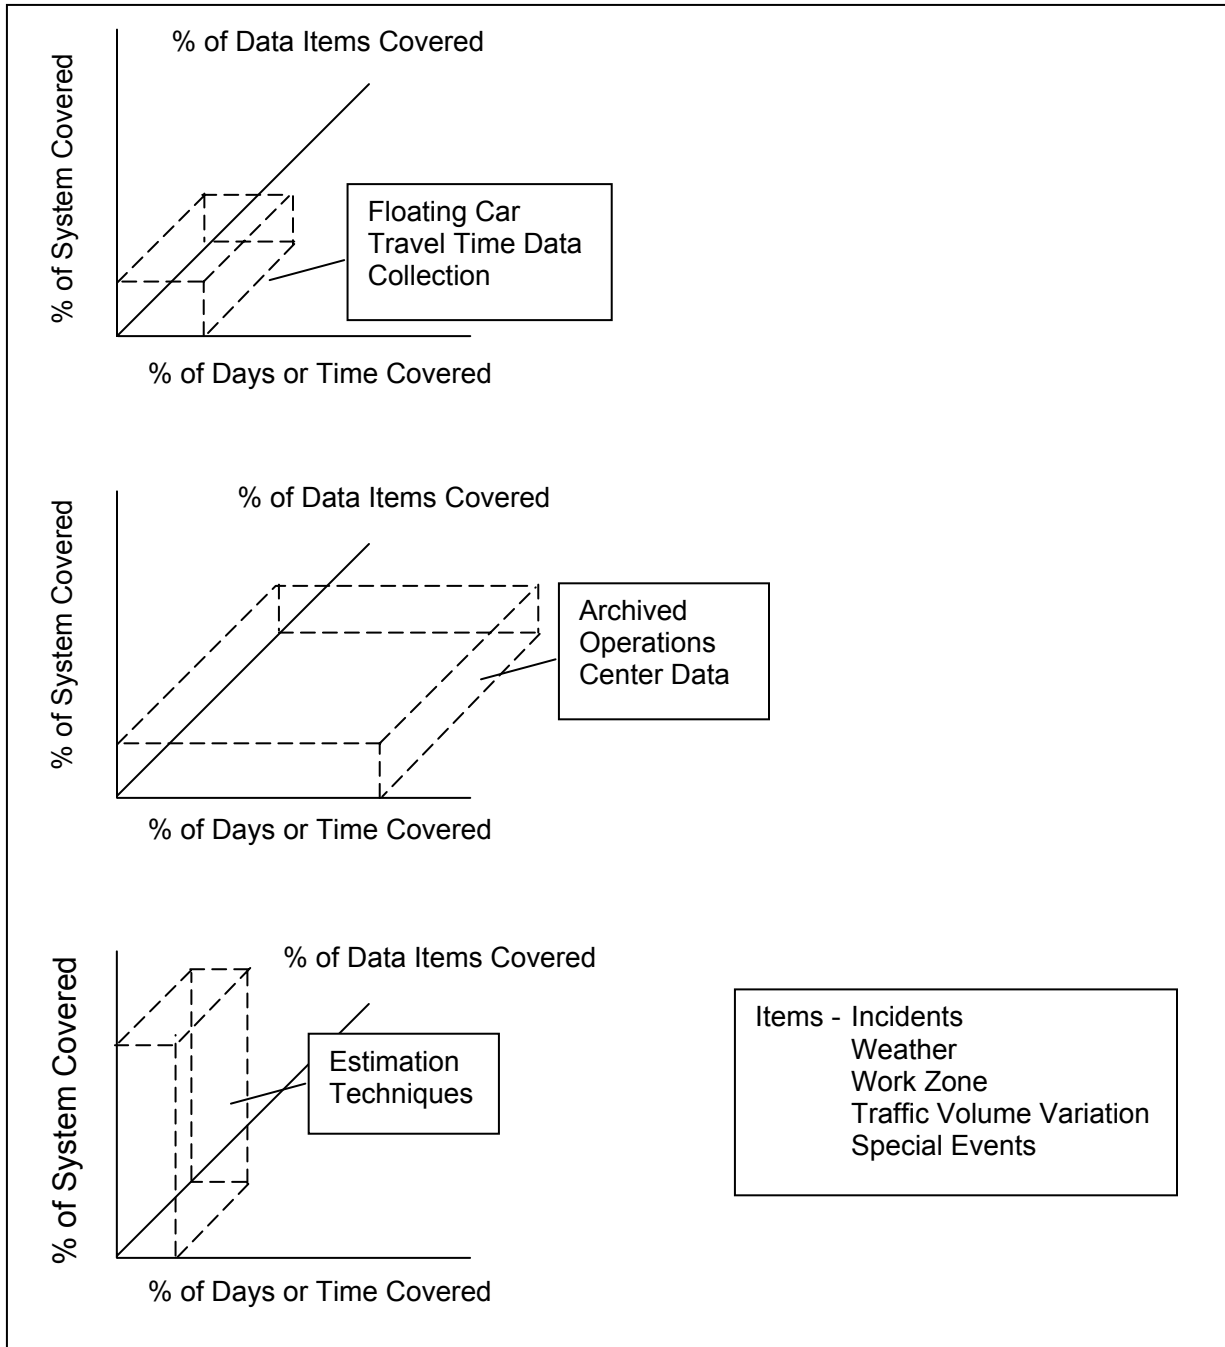 % of Data Items Covered
% of System Covered
Floating Car
Travel Time Data
Collection
% of Days or Time Covered
% of Data Items Covered
% of System Covered
Archived
Operations
Center Data
% of Days or Time Covered
% of Data Items Covered
% of System Covered
Estimation
Techniques
% of Days or Time Covered
Items - Incidents
Weather
Work Zone
Traffic Volume Variation
Special Events